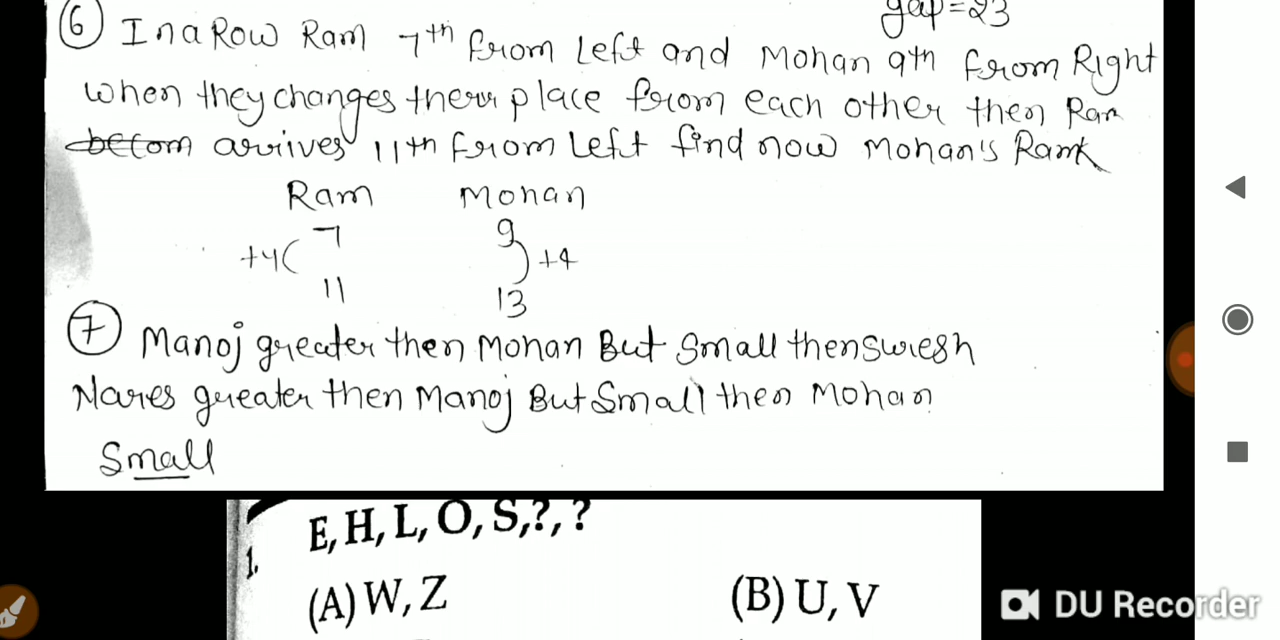 gap=23
6 In a Row Ram 7th from Left and Mohan 9th from Right
when they changes there place from each other then Ram
becom arrives 11th from Left find now Mohan's Rank
Ram Mohan
7 9
+4( )+4
11 13
7 Manoj greater then Mohan But Small then Suresh
Nares greater then Manoj But Small then Mohan
Small
1. E, H, L, O, S,?, ?
(A) W, Z (B) U, V
DU Recorder